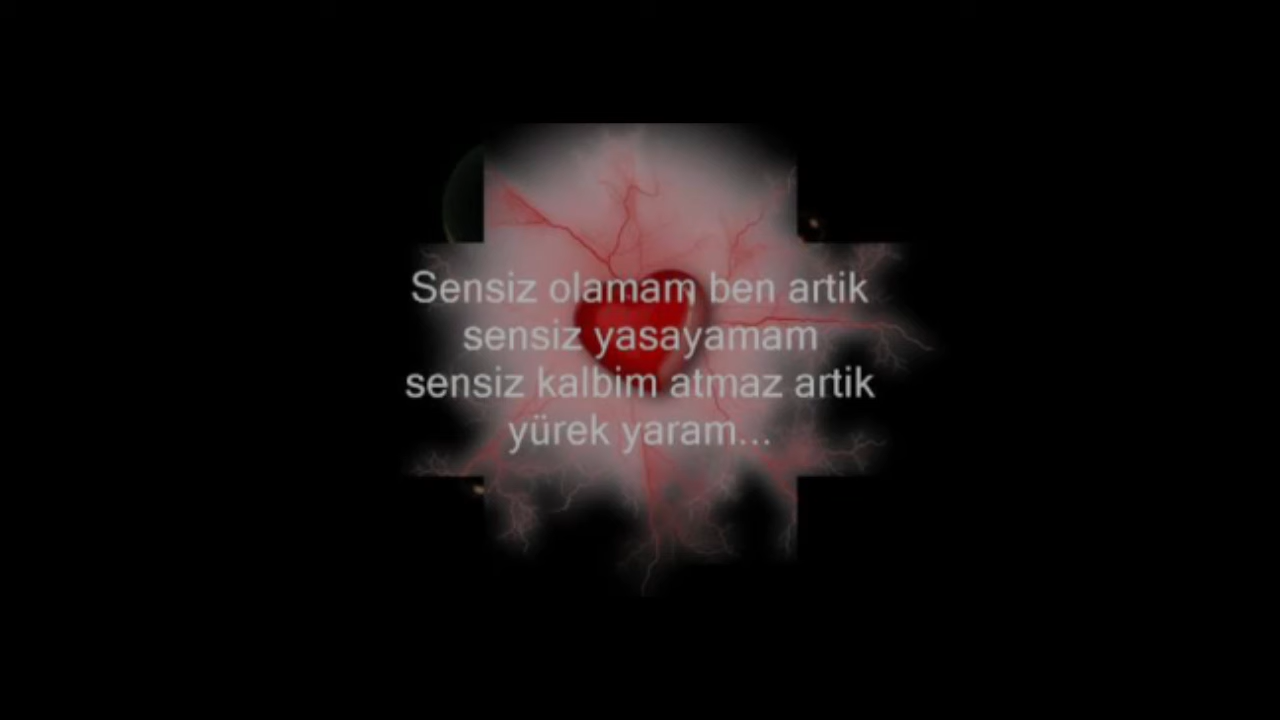 Sensiz olamam ben artik
sensiz yasayamam
sensiz kalbim atmaz artik
yürek yaram...